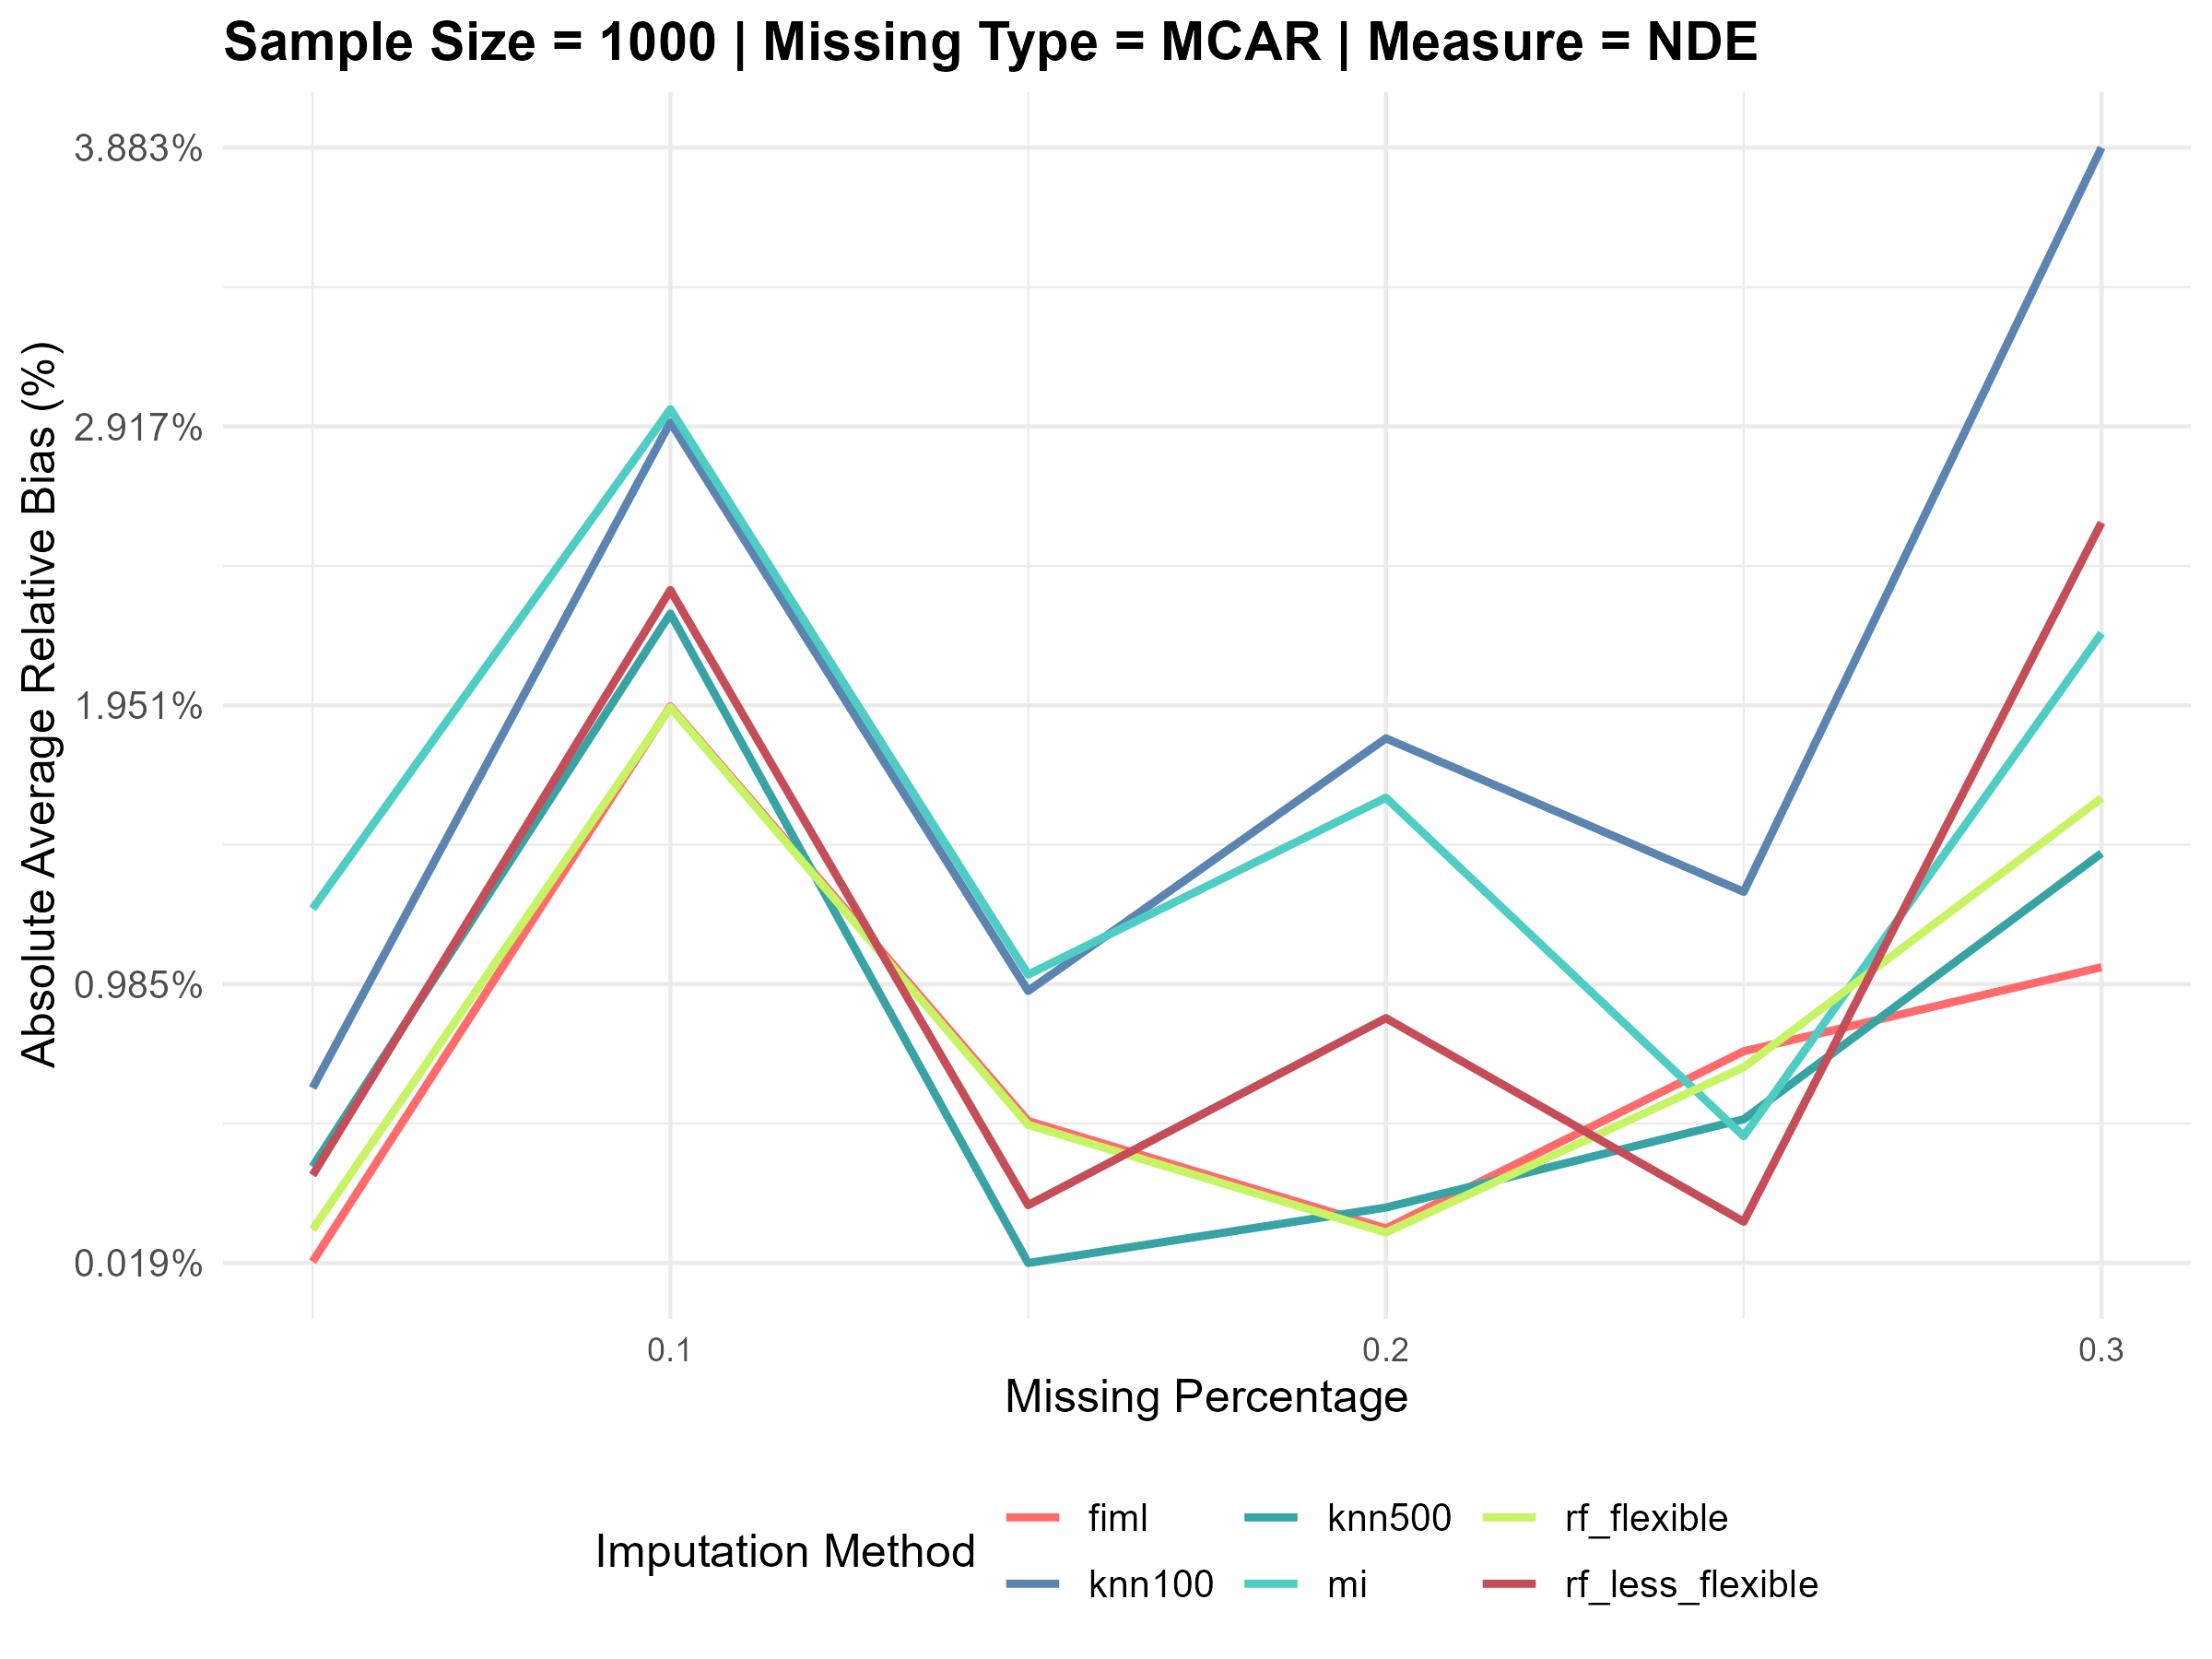 Sample Size = 1000 | Missing Type = MCAR | Measure = NDE
Absolute Average Relative Bias (%)
3.883%
2.917%
1.951%
0.985%
0.019%
0.1 0.2 0.3
Missing Percentage
Imputation Method
fiml knn500 rf_flexible
knn100 mi rf_less_flexible